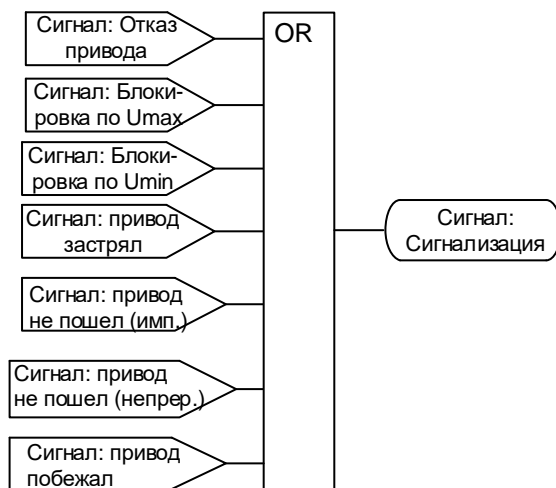 Сигнал: Отказ
привода
OR
Сигнал: Блоки-
ровка по Umax
Сигнал: Блоки-
ровка по Umin
Сигнал: привод
застрял
Сигнал:
Сигнализация
Сигнал: привод
не пошел (имп.)
Сигнал: привод
не пошел (непрер.)
Сигнал: привод
побежал